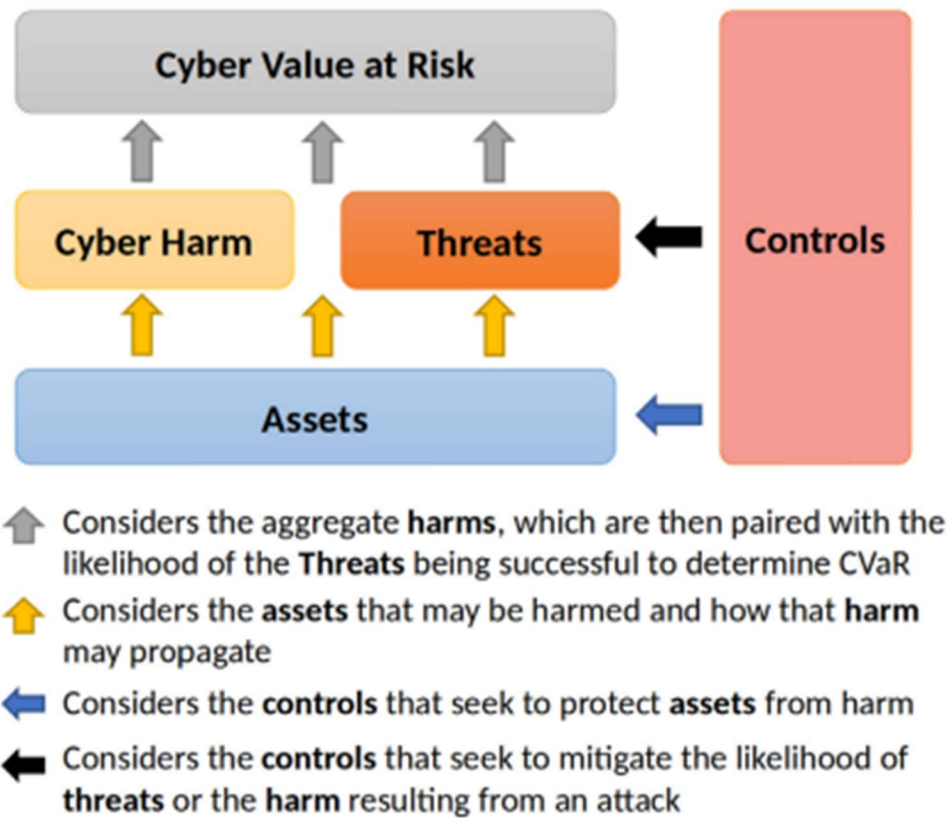 Cyber Value at Risk
Cyber Harm
Threats
Controls
Assets
Considers the aggregate harms, which are then paired with the
likelihood of the Threats being successful to determine CVaR
Considers the assets that may be harmed and how that harm
may propagate
Considers the controls that seek to protect assets from harm
Considers the controls that seek to mitigate the likelihood of
threats or the harm resulting from an attack